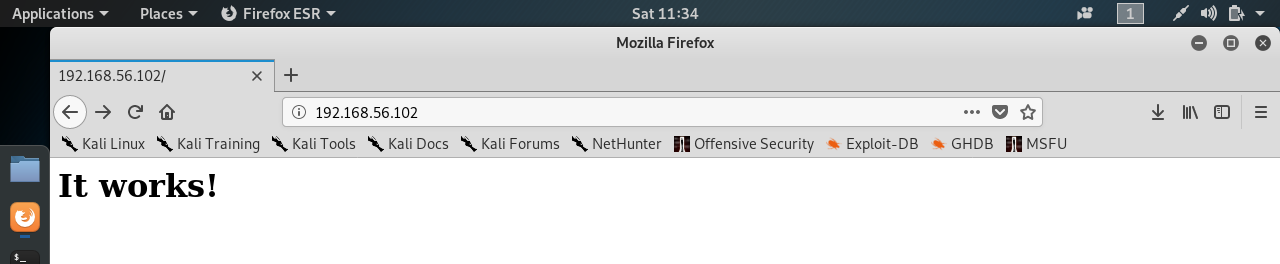 Applications Places Firefox ESR Sat 11:34 1
Mozilla Firefox
192.168.56.102/
192.168.56.102
Kali Linux Kali Training Kali Tools Kali Docs Kali Forums NetHunter Offensive Security Exploit-DB GHDB MSFU
It works!
$_